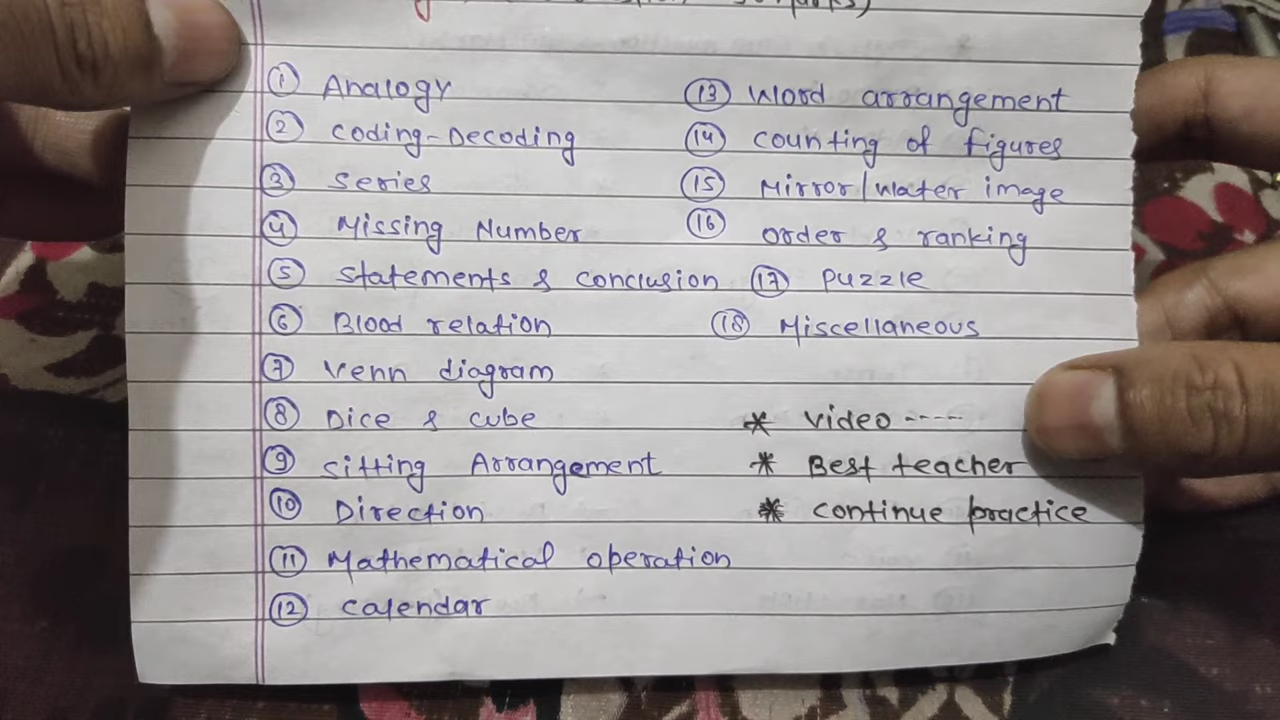 ① Analogy
② Coding-Decoding
③ Series
④ Missing Number
⑤ Statements & conclusion
⑥ Blood relation
⑦ Venn diagram
⑧ Dice & cube
⑨ Sitting Arrangement
⑩ Direction
⑪ Mathematical operation
⑫ Calendar
⑬ Word arrangement
⑭ Counting of figures
⑮ Mirror/Water image
⑯ Order & ranking
⑰ Puzzle
⑱ Miscellaneous
* Video -----
* Best teacher
* Continue practice